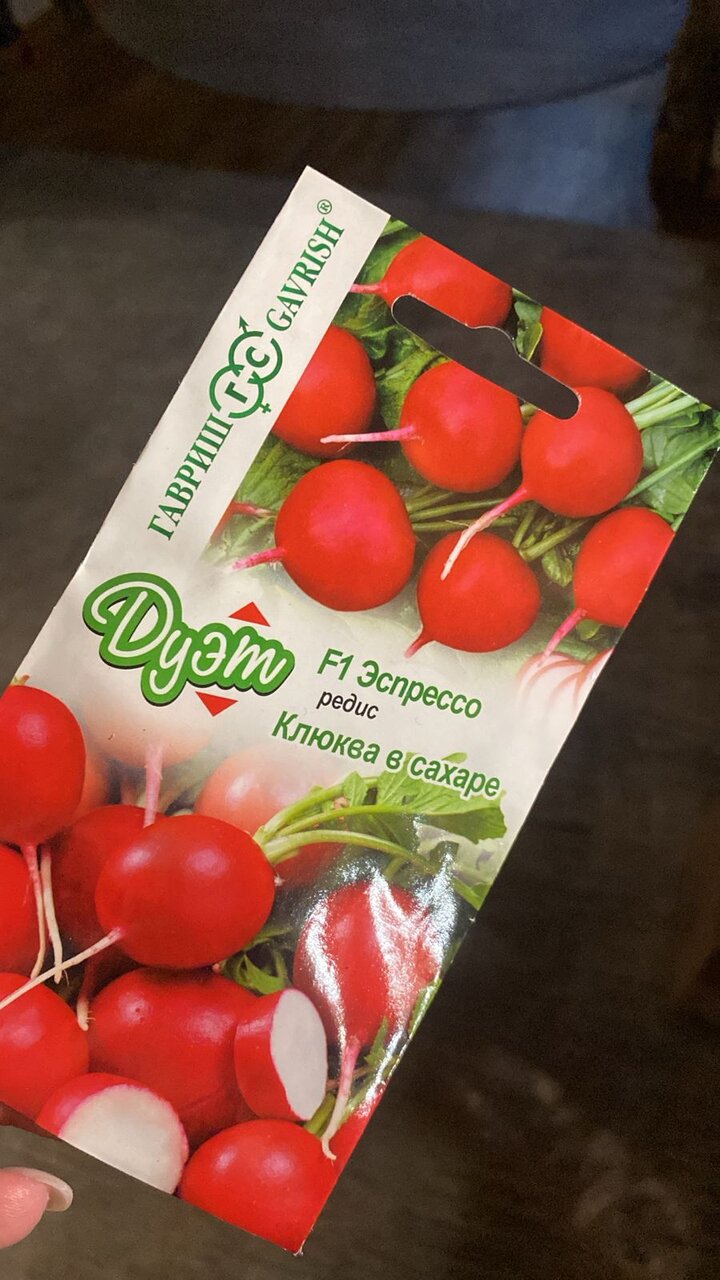 ГАВРИШ ГС GAVRISH®
Дуэт
F1 Эспрессо
редис
Клюква в сахаре